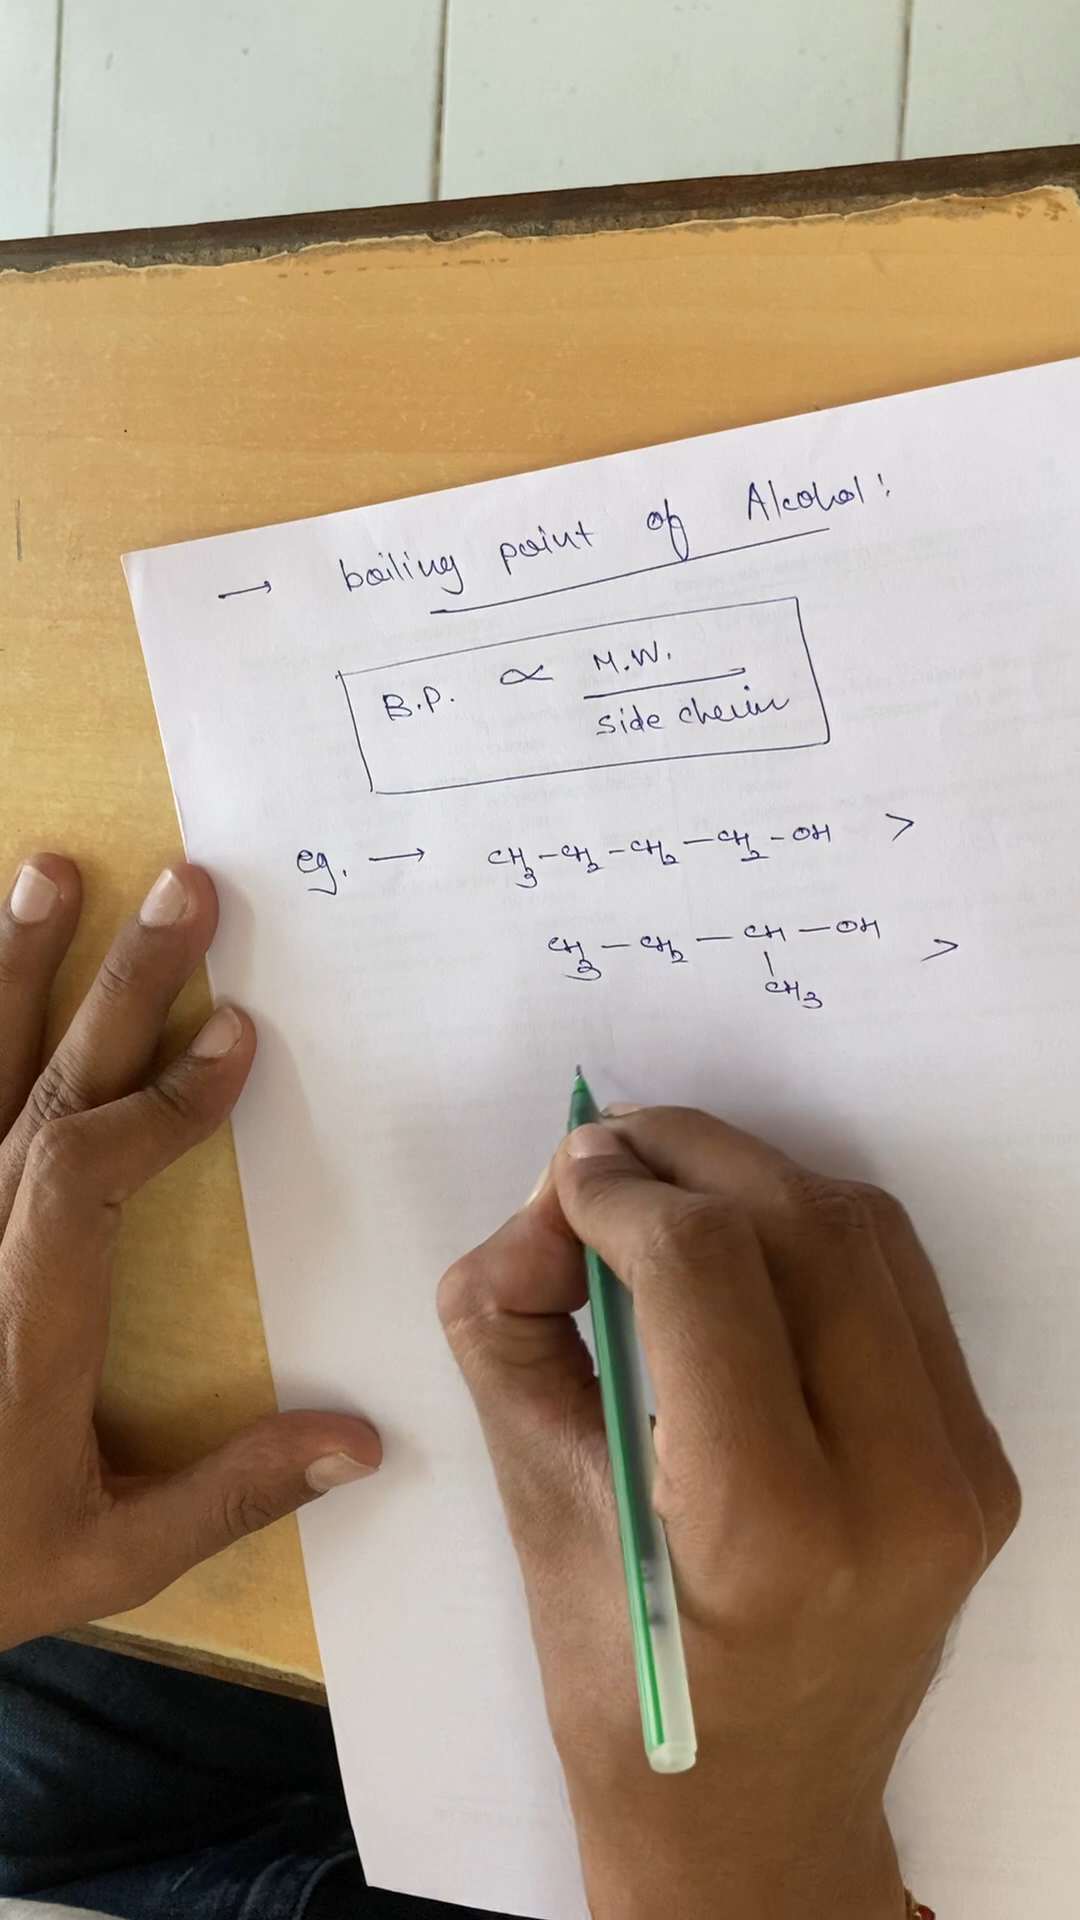 → boiling point of Alcohol:
B.P. ∝ M.W.
side chain
eg. → CH3-CH2-CH2-CH2-OH >
CH3-CH2-CH-OH >
|
CH3